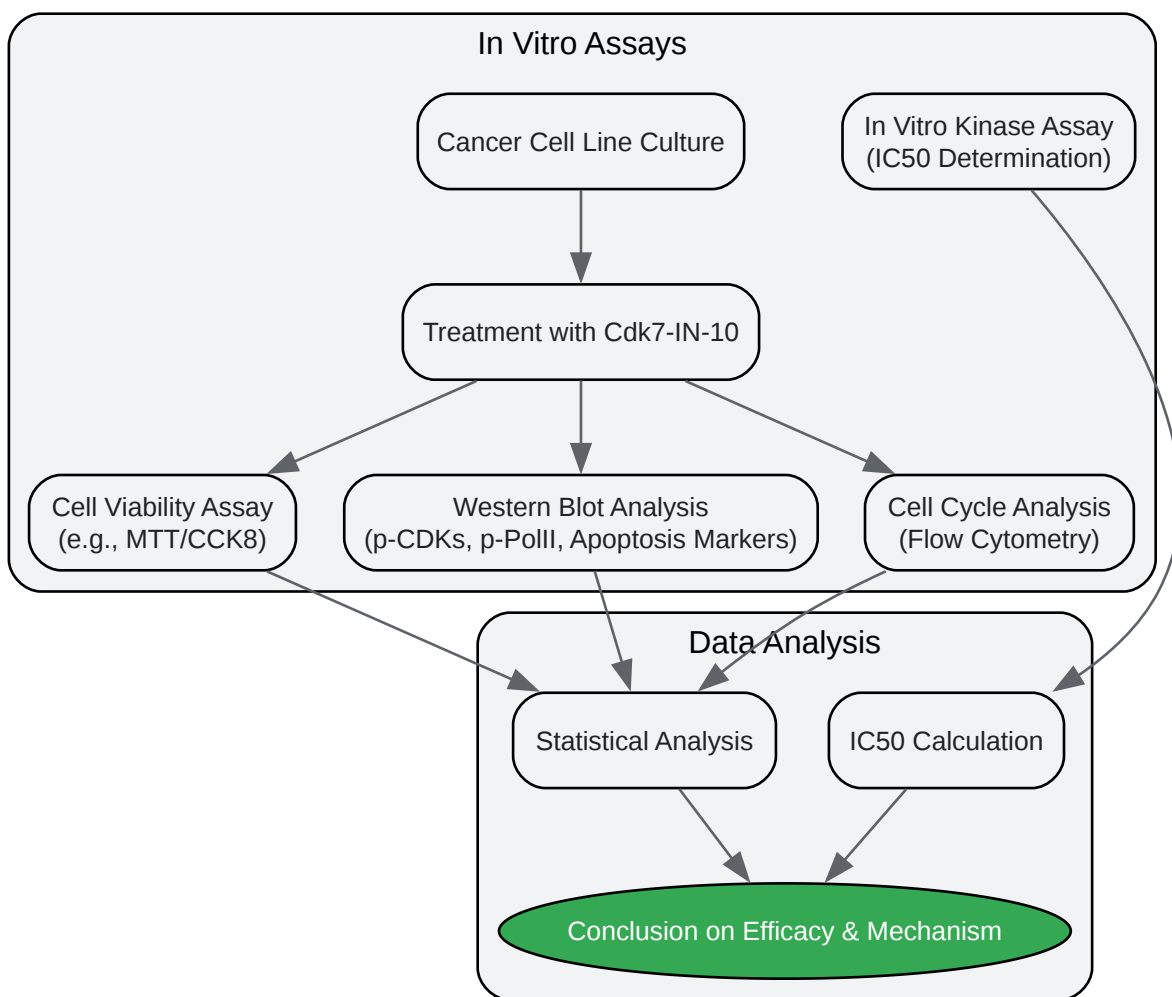 In Vitro Assays
Cancer Cell Line Culture
In Vitro Kinase Assay
(IC50 Determination)
Treatment with Cdk7-IN-10
Cell Viability Assay
(e.g., MTT/CCK8)
Western Blot Analysis
(p-CDKs, p-PolII, Apoptosis Markers)
Cell Cycle Analysis
(Flow Cytometry)
Data Analysis
Statistical Analysis
IC50 Calculation
Conclusion on Efficacy & Mechanism